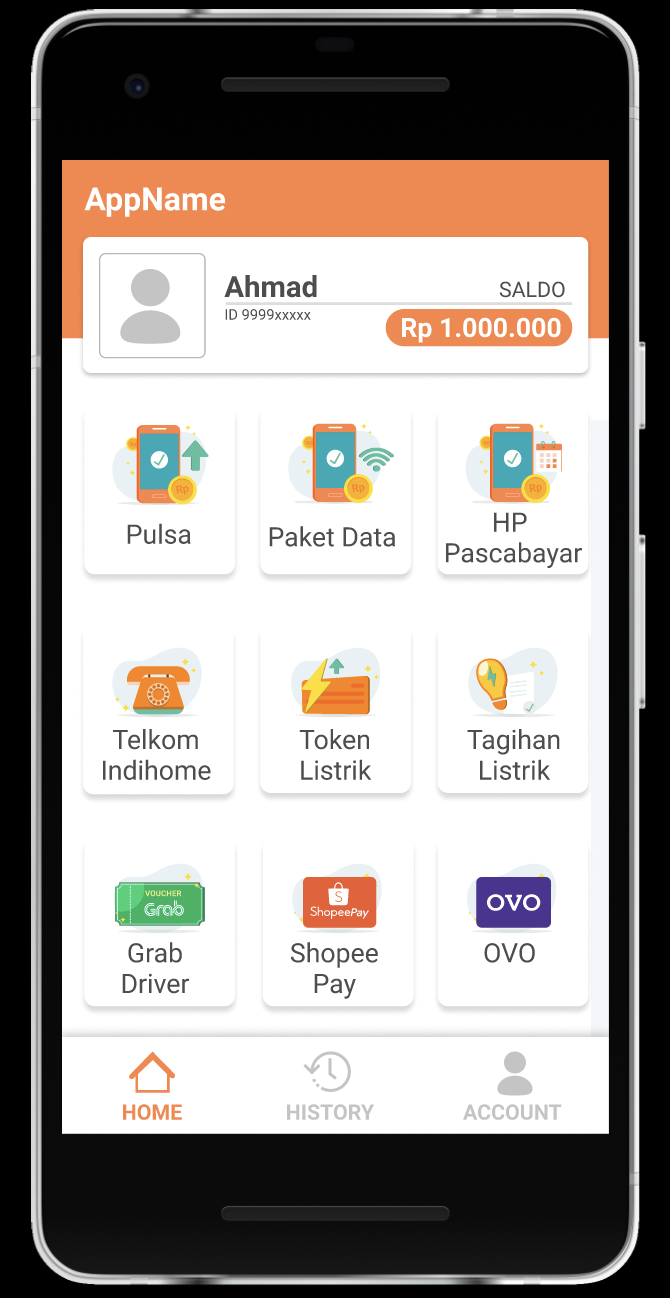 AppName
Ahmad
SALDO
ID 9999xxxxx
Rp 1.000.000
Rp
Rp
Rp
Pulsa
Paket Data
HP
Pascabayar
Telkom
Indihome
Token
Listrik
Tagihan
Listrik
VOUCHER
Grab
S
ShopeePay
OVO
Grab
Driver
Shopee
Pay
OVO
HOME
HISTORY
ACCOUNT